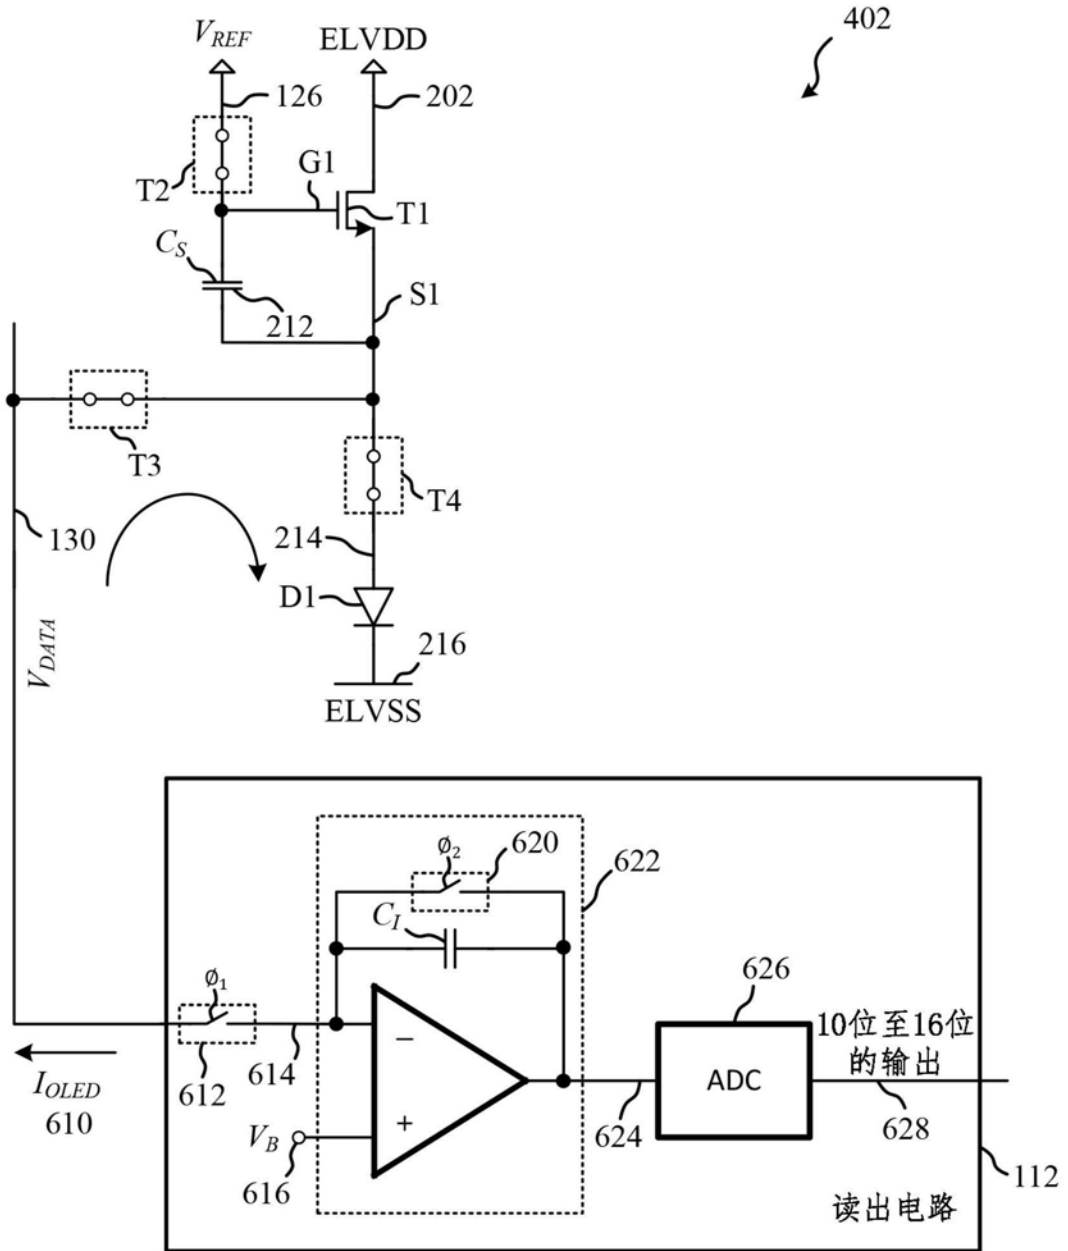 402
V_REF
ELVDD
126
202
T2
G1
T1
C_S
212
S1
T3
T4
130
214
D1
V_DATA
216
ELVSS
ø₂
620
622
C_I
ø₁
626
10位至16位
的输出
ADC
I_OLED
610
612
614
−
+
V_B
616
624
628
112
读出电路